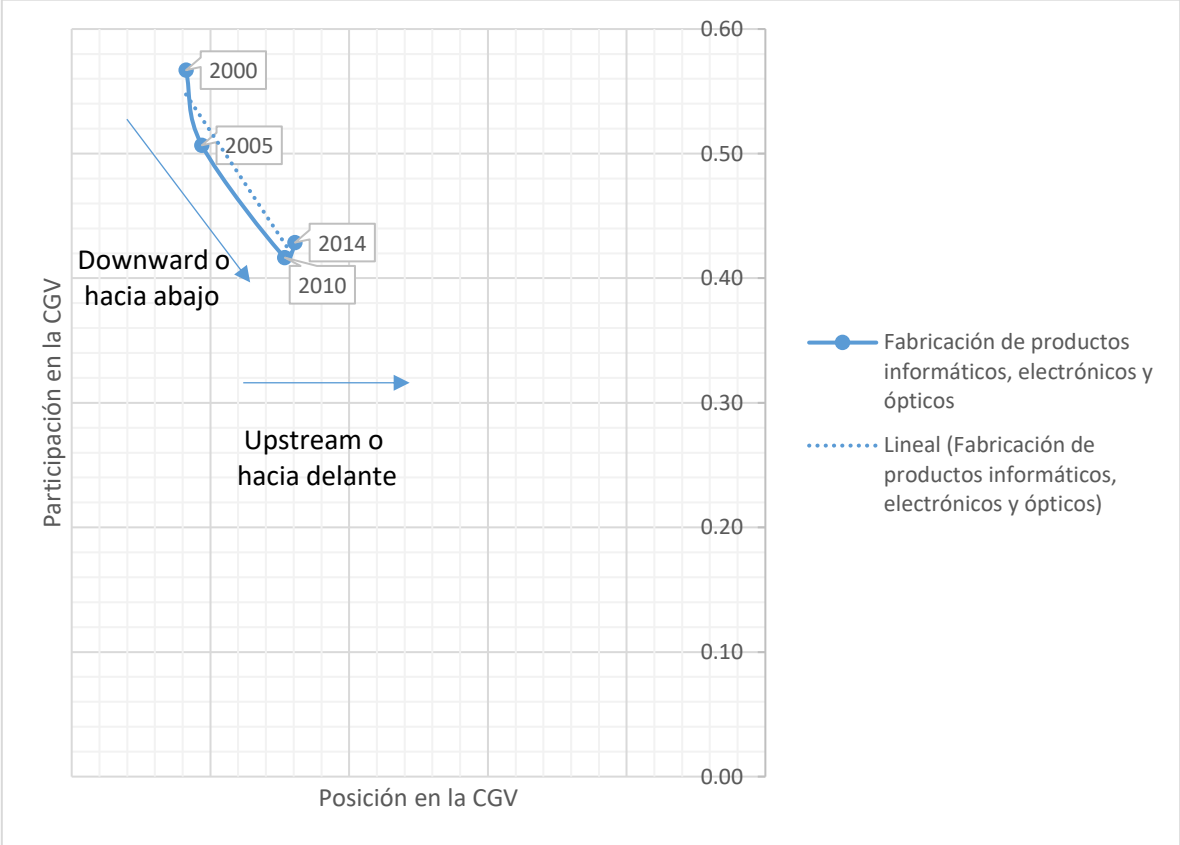 0.60
2000
2005
0.50
2014
Downward o
hacia abajo
2010
0.40
Participación en la CGV
0.30
Upstream o
hacia delante
0.20
0.10
0.00
Posición en la CGV
Fabricación de productos
informáticos, electrónicos y
ópticos
Lineal (Fabricación de
productos informáticos,
electrónicos y ópticos)